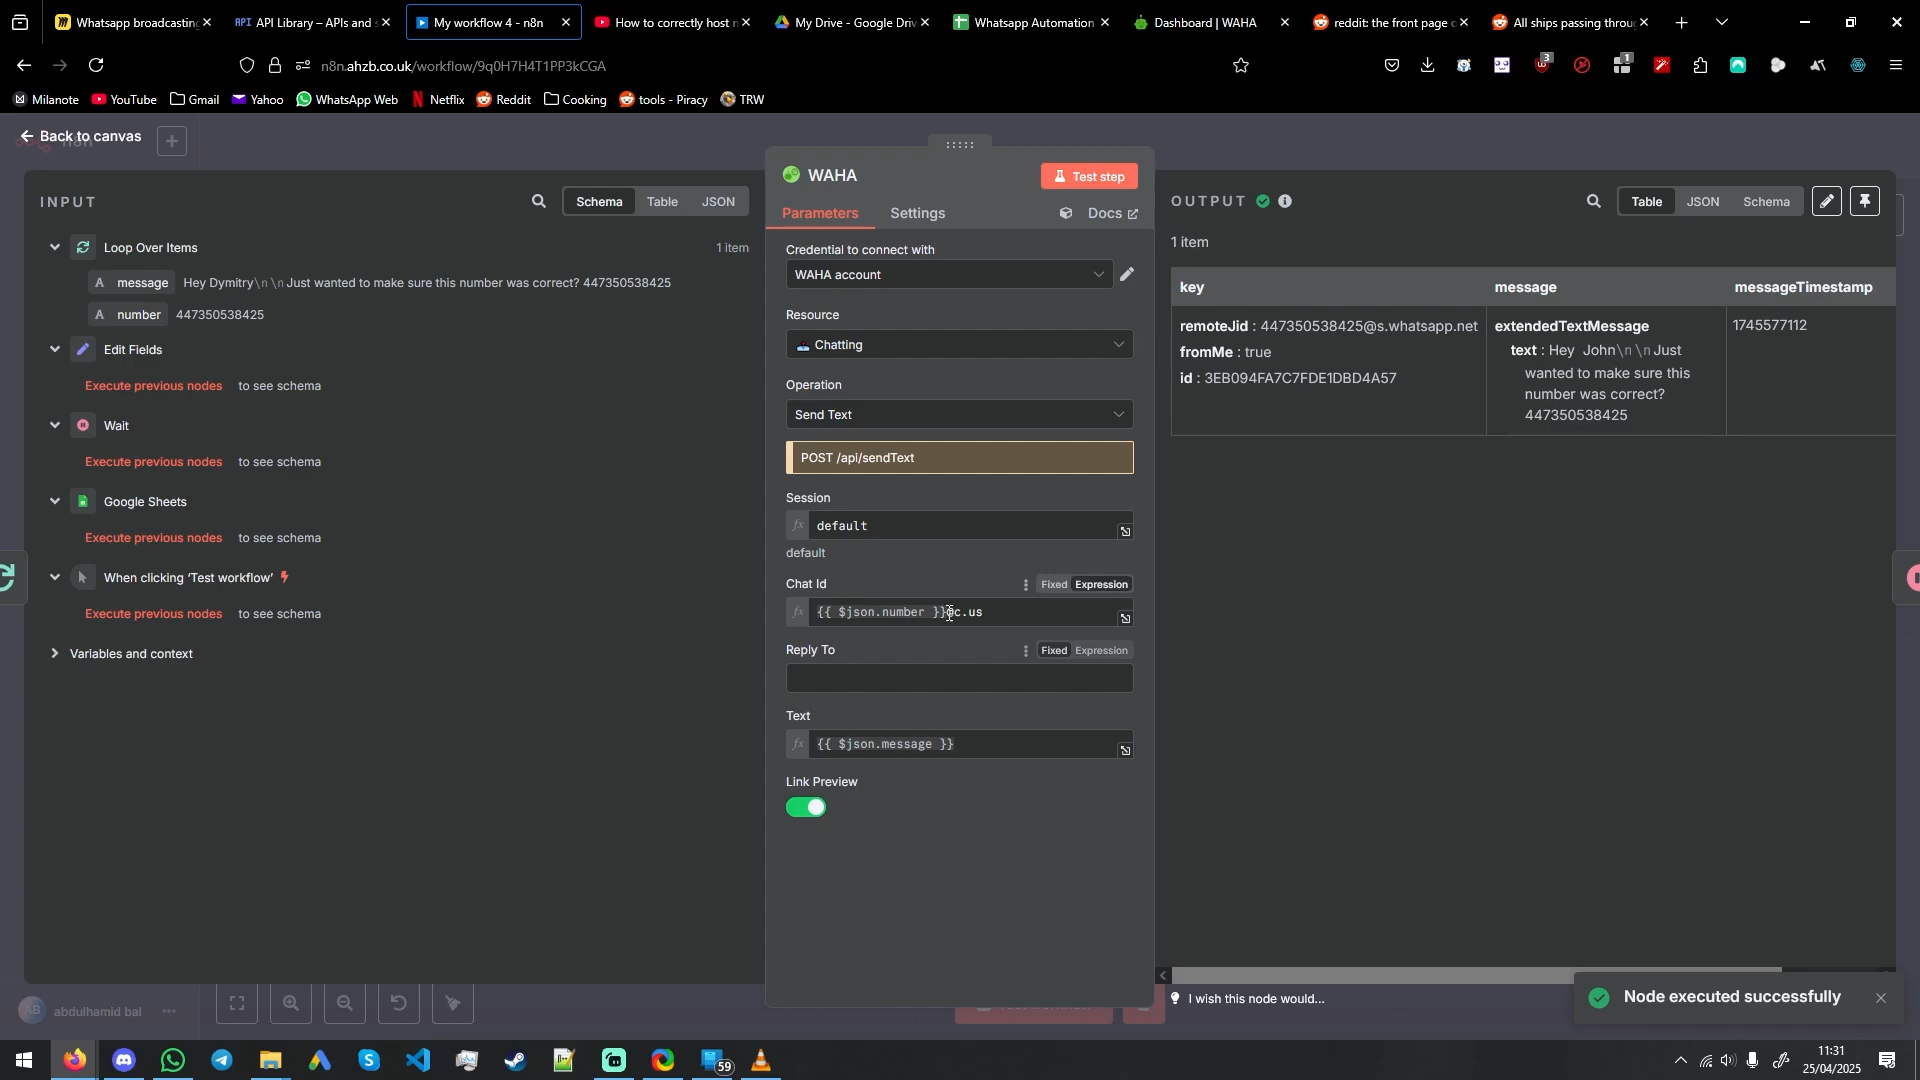 Whatsapp broadcasting
API Library – APIs and s
My workflow 4 - n8n
How to correctly host n
My Drive - Google Driv
Whatsapp Automation
Dashboard | WAHA
reddit: the front page o
All ships passing throu
n8n.ahzb.co.uk/workflow/9q0H7H4T1PP3kCGA
3
1
Milanote
YouTube
Gmail
Yahoo
WhatsApp Web
Netflix
Reddit
Cooking
tools - Piracy
TRW
Back to canvas
n8n
INPUT
Schema
Table
JSON
Loop Over Items
1 item
A message Hey Dymitry\n\nJust wanted to make sure this number was correct? 447350538425
A number 447350538425
Edit Fields
Execute previous nodes to see schema
Wait
Execute previous nodes to see schema
Google Sheets
Execute previous nodes to see schema
When clicking ‘Test workflow’
Execute previous nodes to see schema
Variables and context
WAHA
Test step
Parameters
Settings
Docs
Credential to connect with
WAHA account
Resource
Chatting
Operation
Send Text
POST /api/sendText
Session
fx default
default
Chat Id
Fixed Expression
fx {{ $json.number }}@c.us
Reply To
Fixed Expression
Text
fx {{ $json.message }}
Link Preview
OUTPUT
Table
JSON
Schema
1 item
key
message
messageTimestamp
remoteJid : 447350538425@s.whatsapp.net
fromMe : true
id : 3EB094FA7C7FDE1DBD4A57
extendedTextMessage
text : Hey John\n\nJust
wanted to make sure this
number was correct?
447350538425
1745577112
I wish this node would...
Node executed successfully
AB abdulhamid bal
59
11:31
25/04/2025